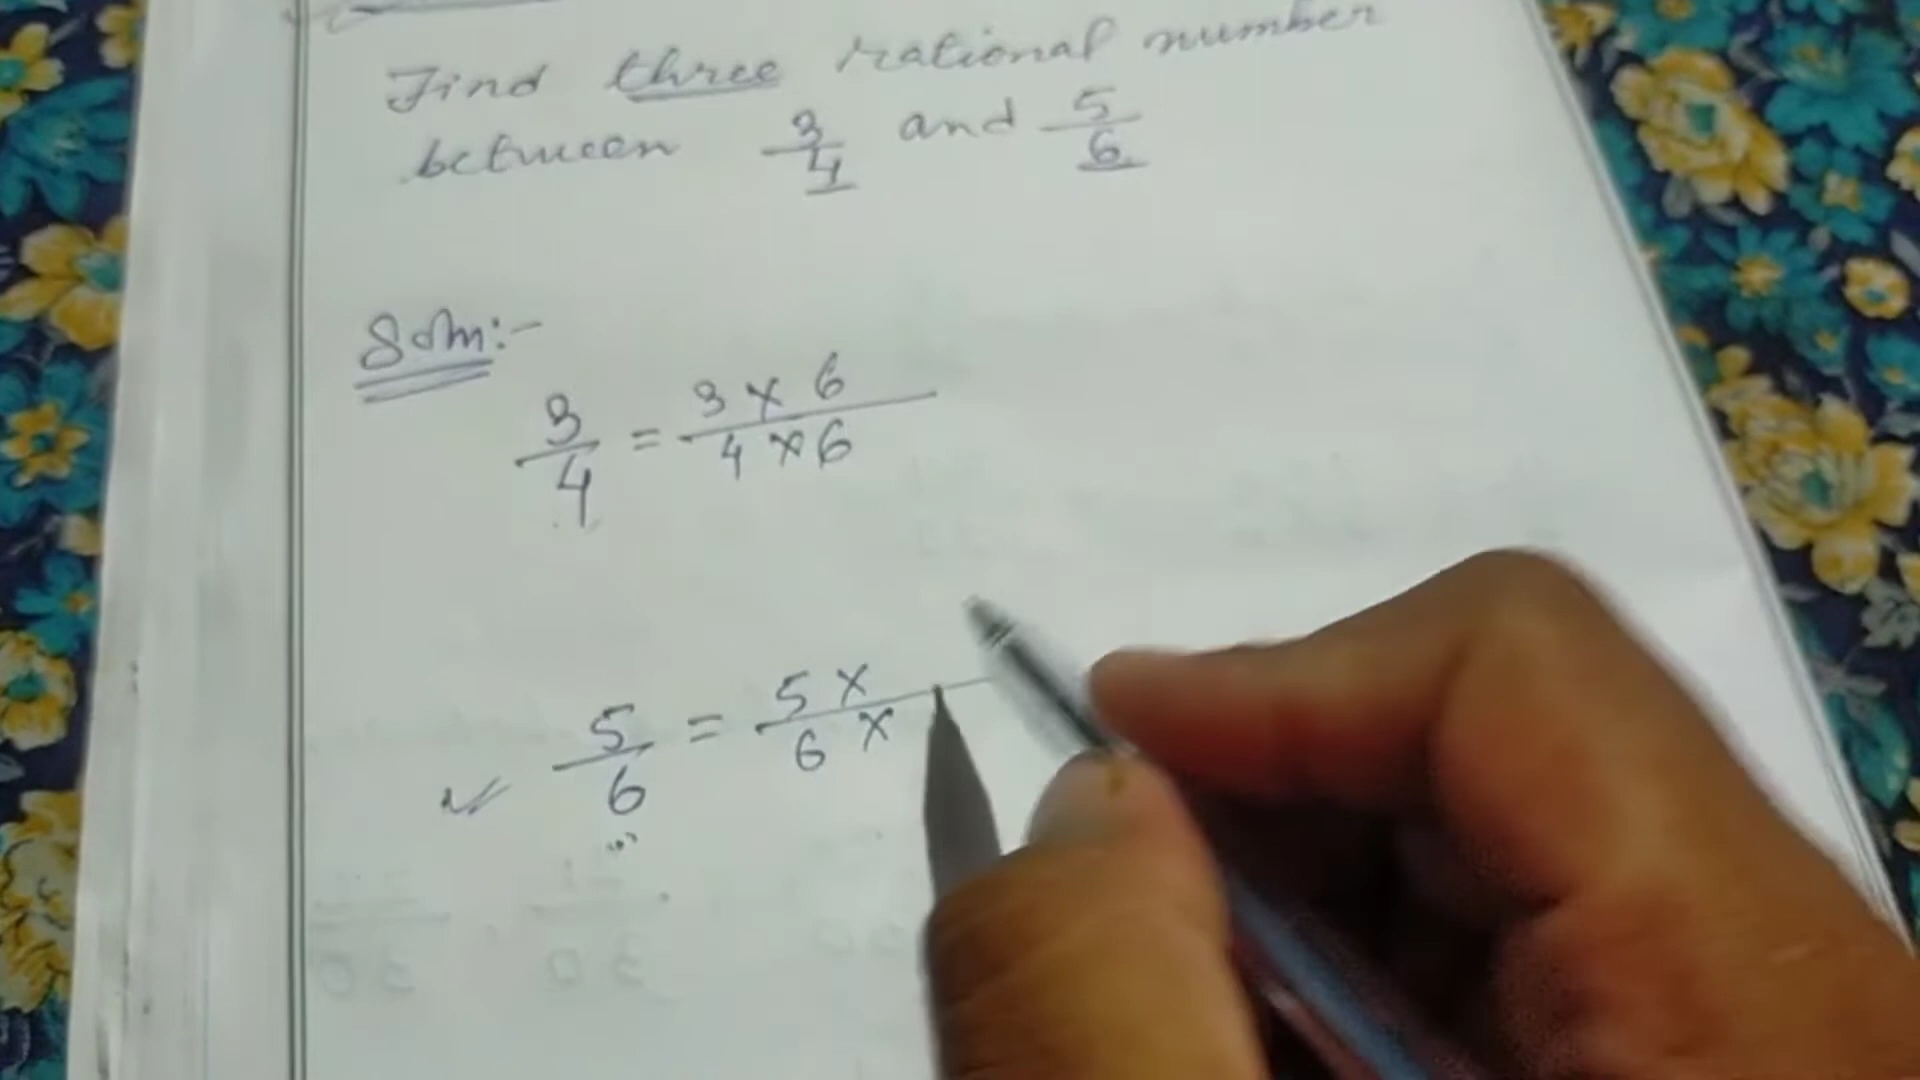 Find three rational number
between 3/4 and 5/6
Soln:-
3/4 = 3 x 6 / 4 x 6
5/6 = 5 x / 6 x